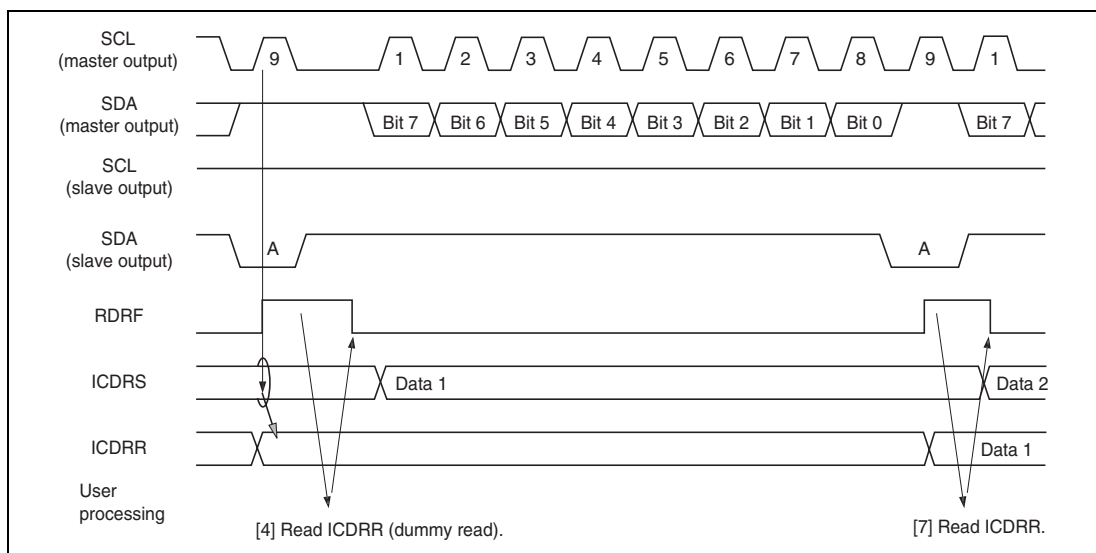 SCL
(master output)
9 1 2 3 4 5 6 7 8 9 1
SDA
(master output)
Bit 7 Bit 6 Bit 5 Bit 4 Bit 3 Bit 2 Bit 1 Bit 0 Bit 7
SCL
(slave output)
SDA
(slave output)
A A
RDRF
ICDRS
Data 1 Data 2
ICDRR
Data 1
User
processing
[4] Read ICDRR (dummy read). [7] Read ICDRR.